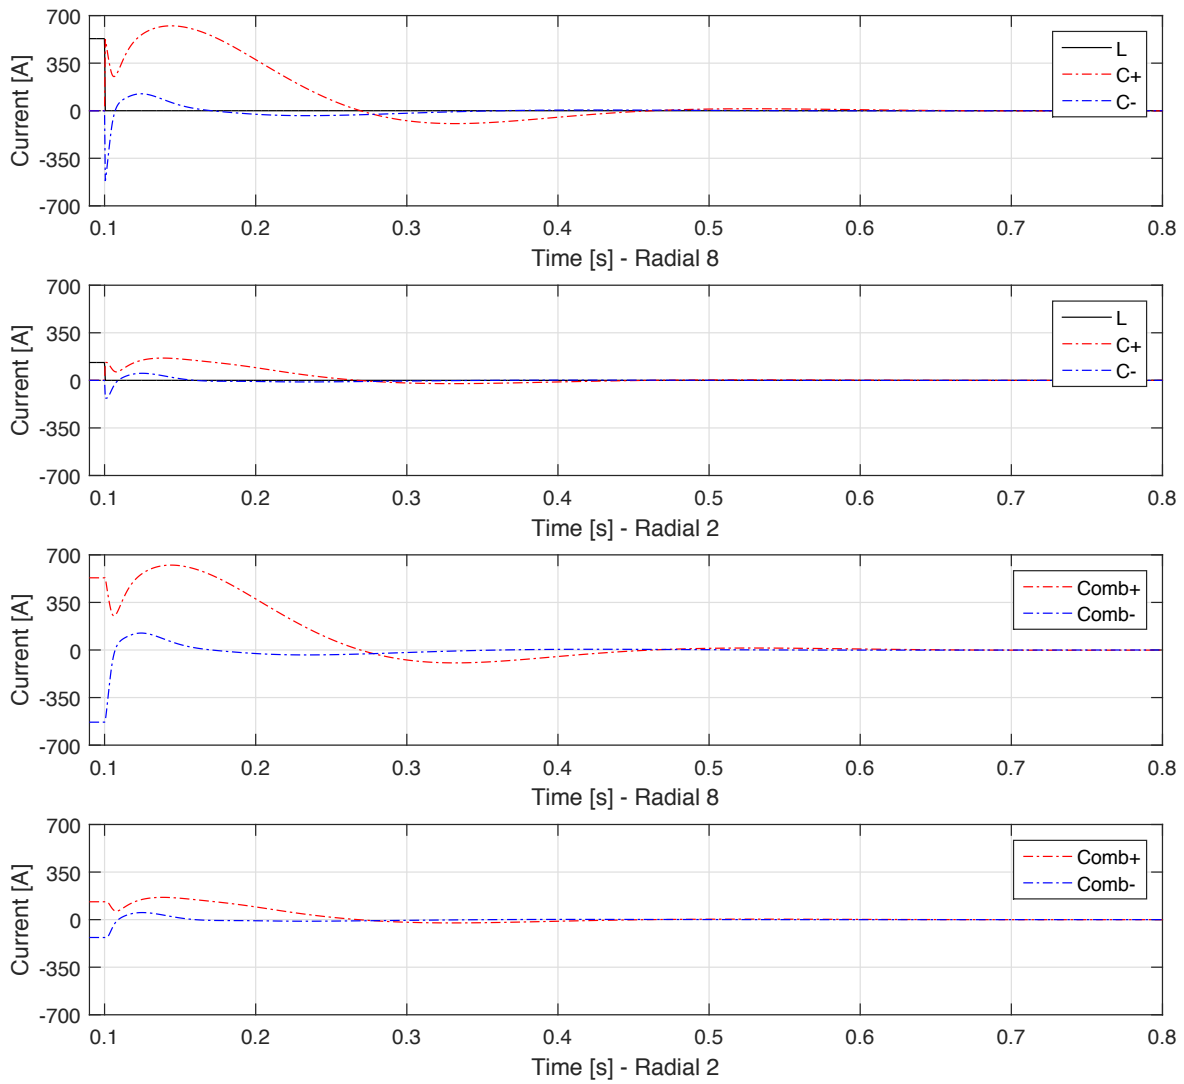 700
350
0
-350
-700
Current [A]
L
C+
C-
0.1 0.2 0.3 0.4 0.5 0.6 0.7 0.8
Time [s] - Radial 8
700
350
0
-350
-700
Current [A]
L
C+
C-
0.1 0.2 0.3 0.4 0.5 0.6 0.7 0.8
Time [s] - Radial 2
700
350
0
-350
-700
Current [A]
Comb+
Comb-
0.1 0.2 0.3 0.4 0.5 0.6 0.7 0.8
Time [s] - Radial 8
700
350
0
-350
-700
Current [A]
Comb+
Comb-
0.1 0.2 0.3 0.4 0.5 0.6 0.7 0.8
Time [s] - Radial 2